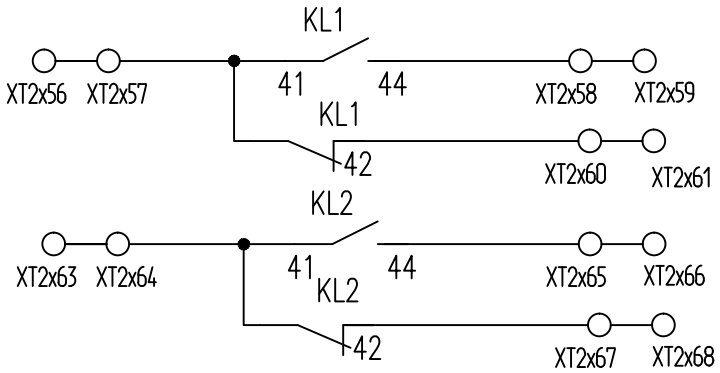 KL1
XT2x56 XT2x57 41 44 XT2x58 XT2x59
KL1
42 XT2x60 XT2x61
KL2
XT2x63 XT2x64 41 44 XT2x65 XT2x66
KL2
42 XT2x67 XT2x68